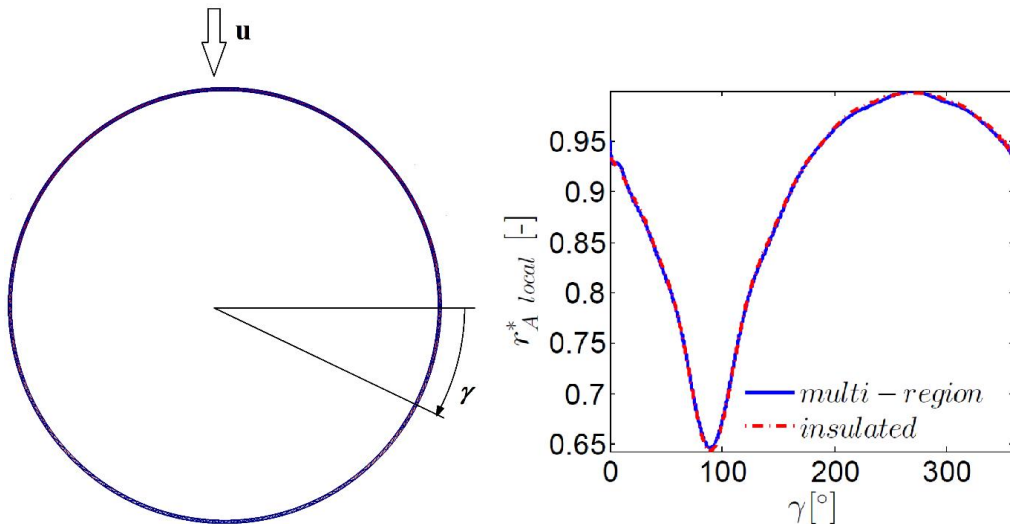 u
γ
0.95
0.9
0.85
0.8
0.75
0.7
0.65
r*A local [-]
multi − region
insulated
0 100 200 300
γ[°]